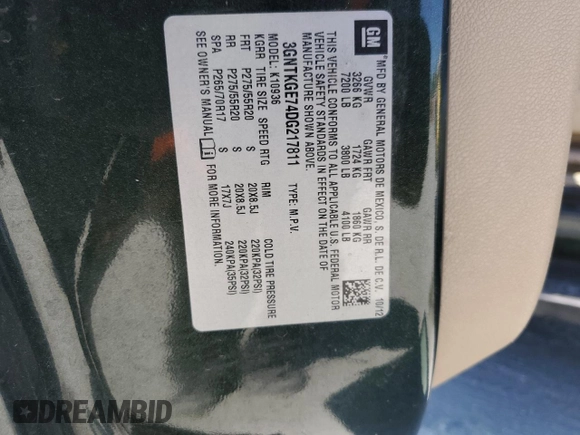 GM
MFD BY GENERAL MOTORS DE MEXICO, S. DE R.L. DE C.V. 10/12
GVWR GAWR FRT GAWR RR
3266 KG 1724 KG 1860 KG
7200 LB 3800 LB 4100 LB
THIS VEHICLE CONFORMS TO ALL APPLICABLE U.S. FEDERAL MOTOR
VEHICLE SAFETY STANDARDS IN EFFECT ON THE DATE OF
MANUFACTURE SHOWN ABOVE.
3GNTKGE7ADG217811 TYPE: M.P.V.
MODEL: K10936
KGRR TIRE SIZE SPEED RTG RIM COLD TIRE PRESSURE
FRT P275/55R20 S 20X8.5J 220KPA(32PSI)
RR P275/55R20 S 20X8.5J 220KPA(32PSI)
SPA P265/70R17 S 17X7J 240KPA(35PSI)
SEE OWNER'S MANUAL FOR MORE INFORMATION.
DREAMBID